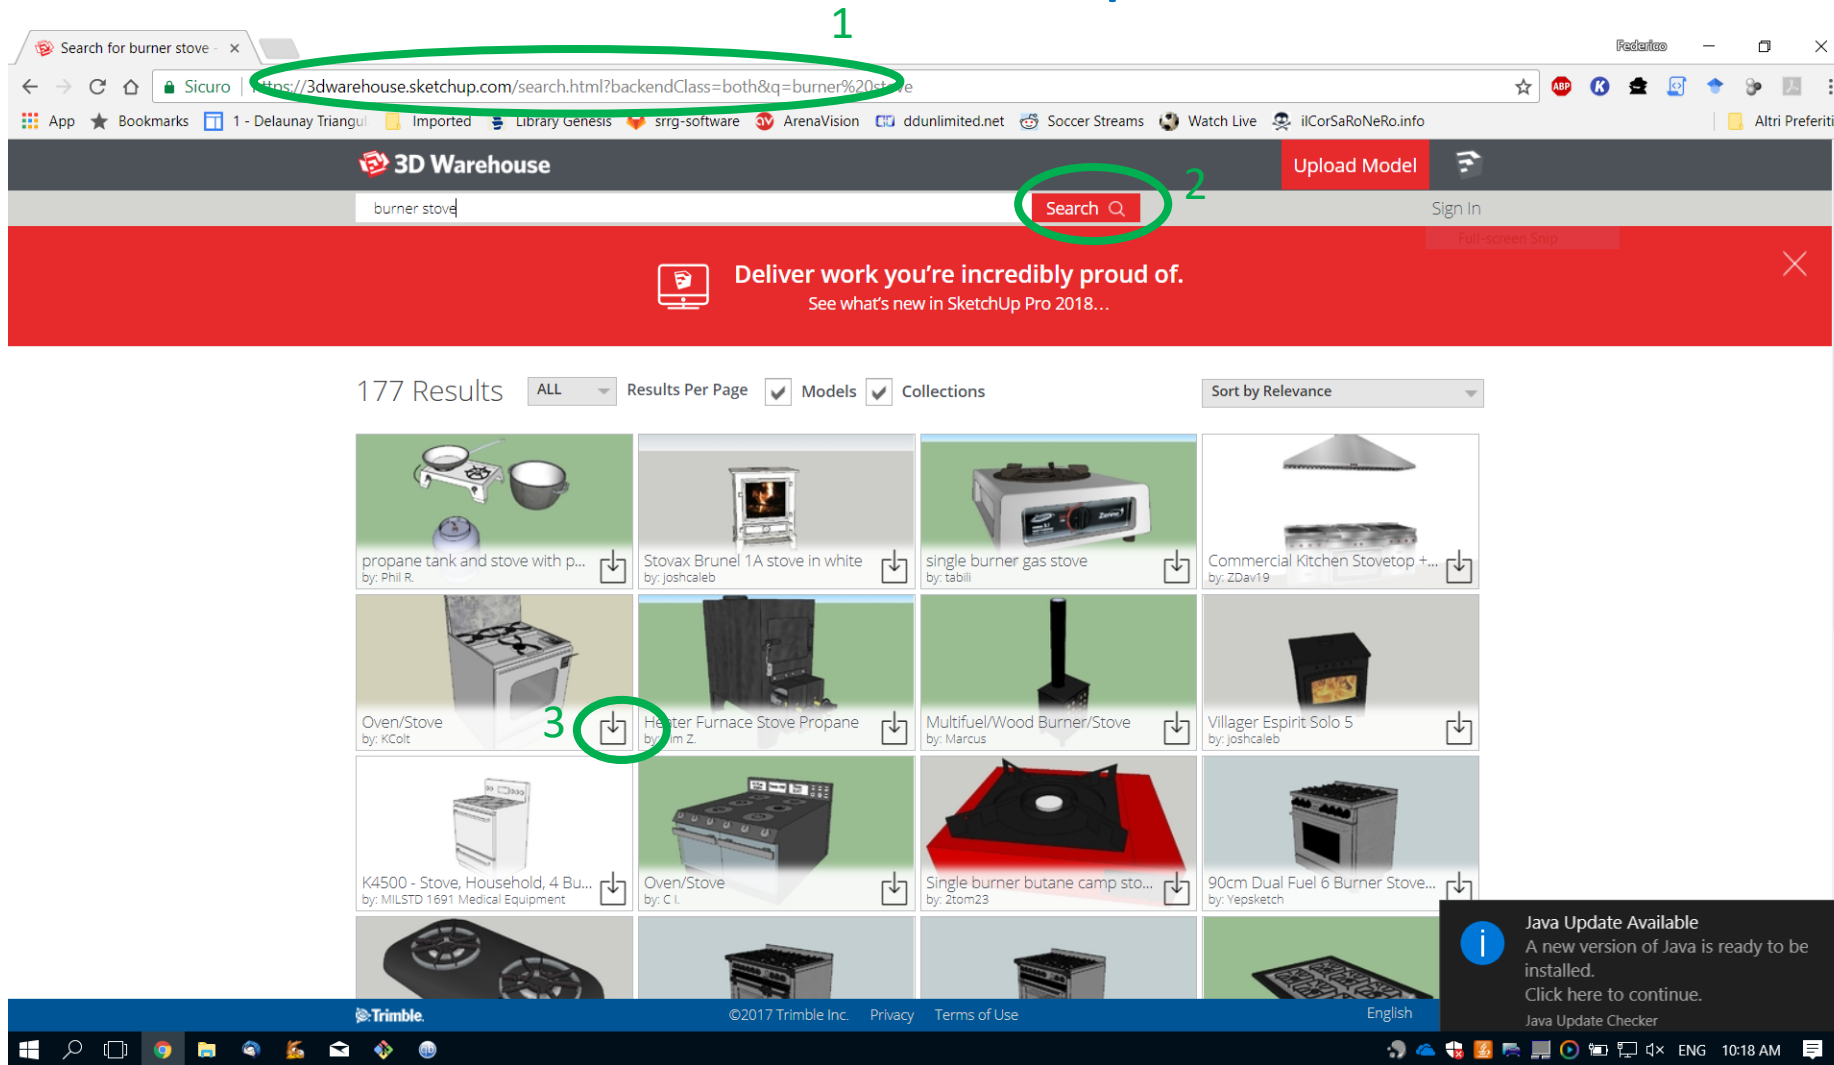 1
Search for burner stove -
Federico
Sicuro
https://3dwarehouse.sketchup.com/search.html?backendClass=both&q=burner%20stove
App
Bookmarks
1 - Delaunay Triangul
Imported
Library Genesis
srrg-software
ArenaVision
ddunlimited.net
Soccer Streams
Watch Live
ilCorSaRoNeRo.info
Altri Preferiti
3D Warehouse
Upload Model
burner stove
Search
2
Sign In
Full-screen Snip
Deliver work you're incredibly proud of.
See what's new in SketchUp Pro 2018...
177 Results
ALL
Results Per Page
Models
Collections
Sort by Relevance
propane tank and stove with p...
by: Phil R.
Stovax Brunel 1A stove in white
by: joshcaleb
single burner gas stove
by: tabili
Commercial Kitchen Stovetop +...
by: ZDav19
Oven/Stove
by: KColt
3
Heater Furnace Stove Propane
by: Jim Z.
Multifuel/Wood Burner/Stove
by: Marcus
Villager Espirit Solo 5
by: joshcaleb
K4500 - Stove, Household, 4 Bu...
by: MILSTD 1691 Medical Equipment
Oven/Stove
by: C I.
Single burner butane camp sto...
by: 2tom23
90cm Dual Fuel 6 Burner Stove...
by: Yepsketch
Java Update Available
A new version of Java is ready to be
installed.
Click here to continue.
Java Update Checker
Trimble.
©2017 Trimble Inc.
Privacy
Terms of Use
English
ENG
10:18 AM